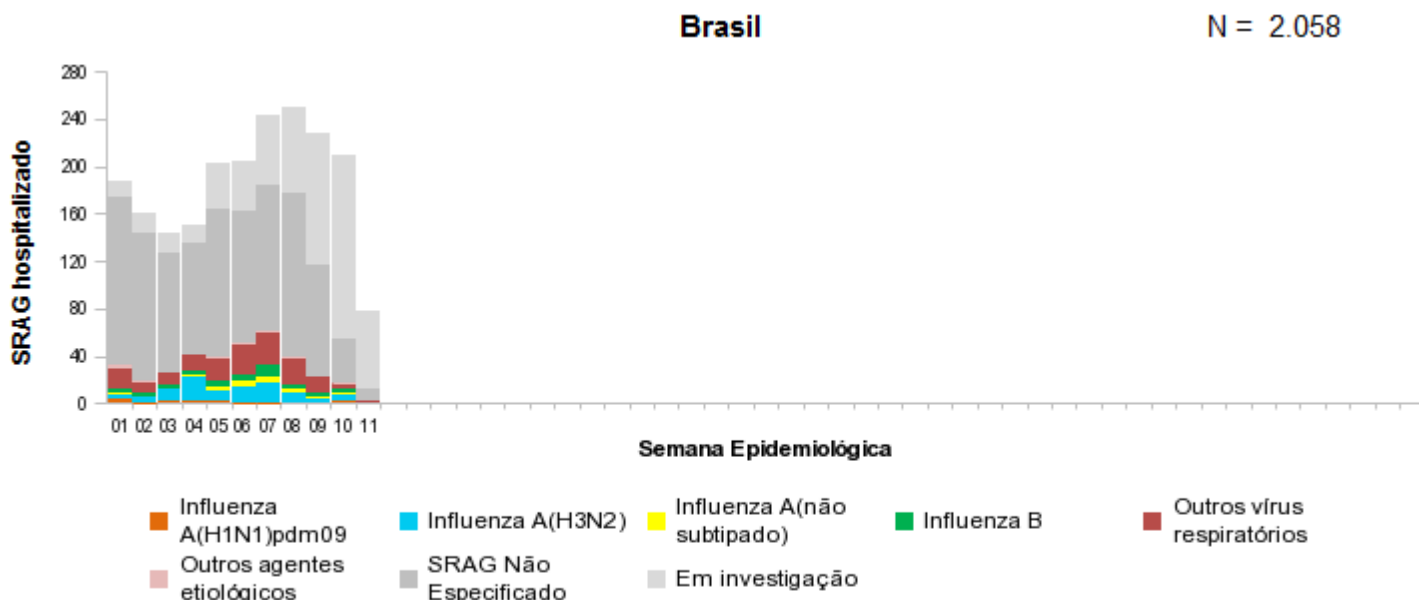 Brasil
N = 2.058
SRAG hospitalizado
280
240
200
160
120
80
40
0
01 02 03 04 05 06 07 08 09 10 11
Semana Epidemiológica
Influenza
A(H1N1)pdm09
Influenza A(H3N2)
Influenza A(não
subtipado)
Influenza B
Outros vírus
respiratórios
Outros agentes
etiológicos
SRAG Não
Especificado
Em investigação